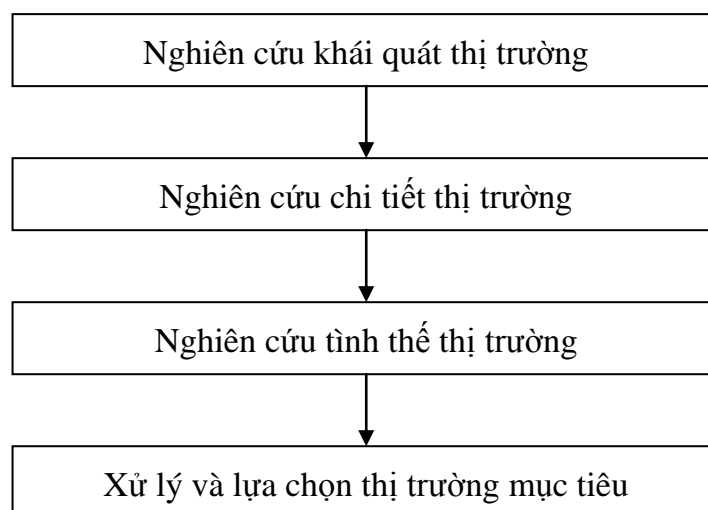 Nghiên cứu khái quát thị trường
Nghiên cứu chi tiết thị trường
Nghiên cứu tình thế thị trường
Xử lý và lựa chọn thị trường mục tiêu